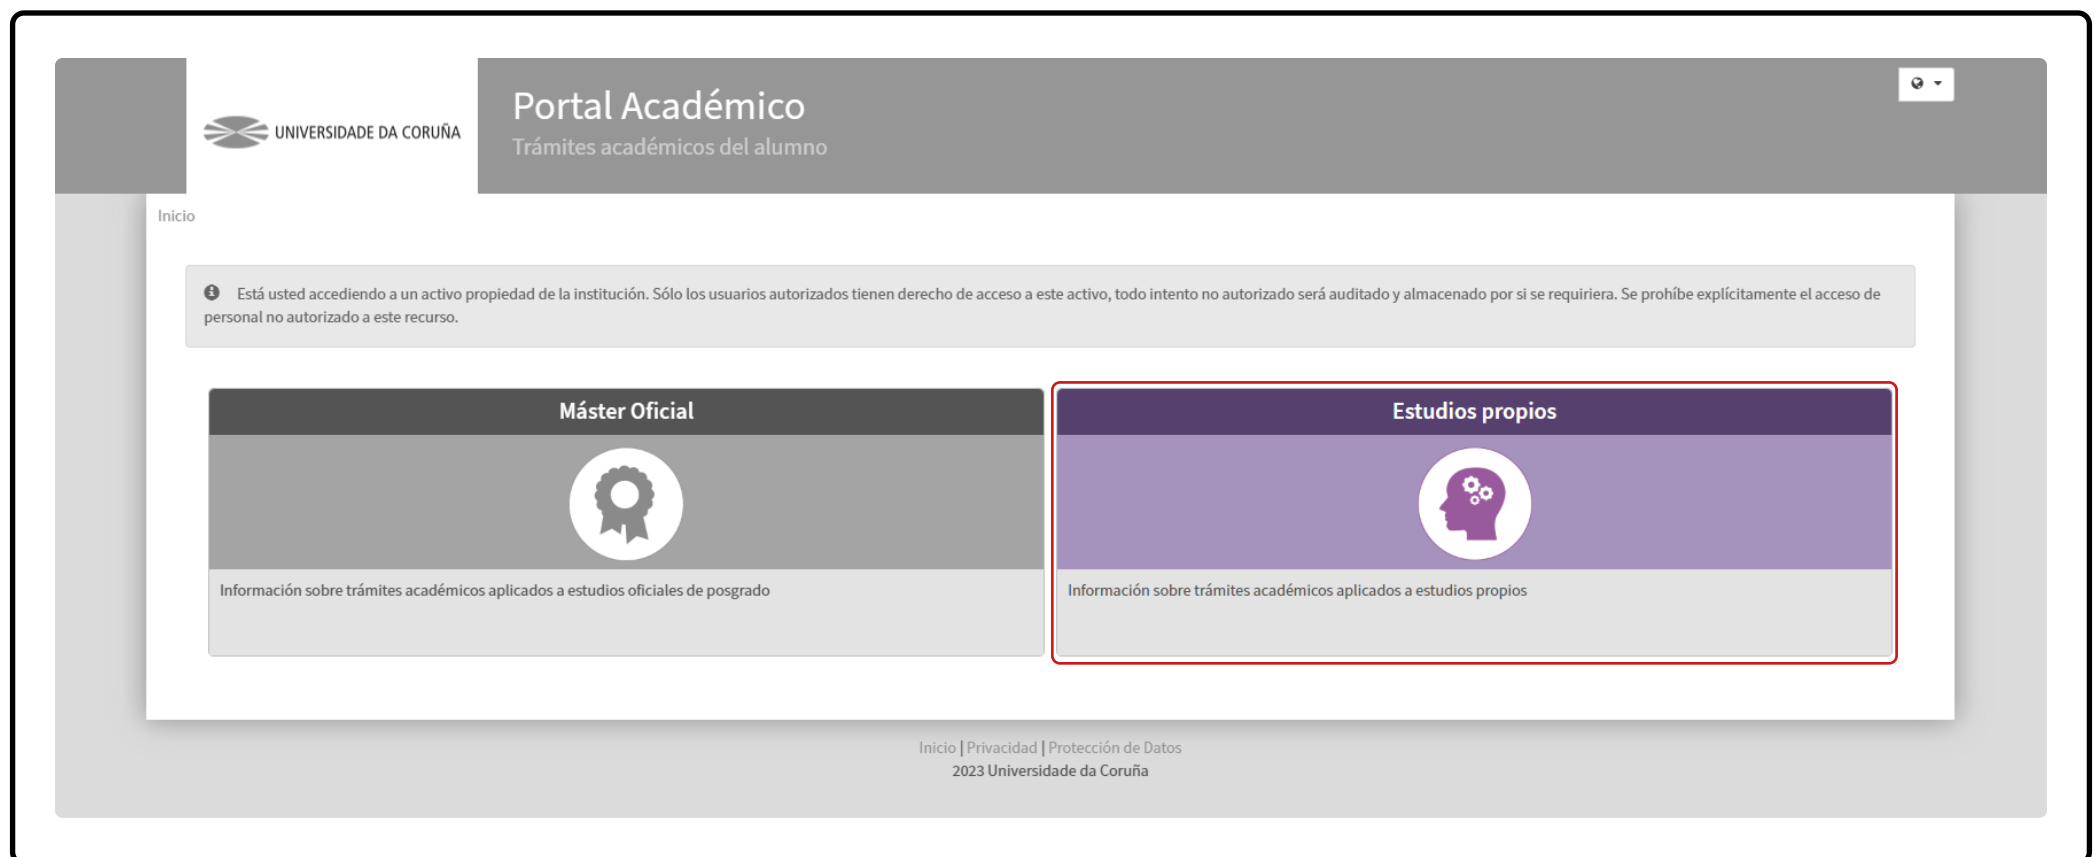 UNIVERSIDADE DA CORUÑA
Portal Académico
Trámites académicos del alumno
Inicio
Está usted accediendo a un activo propiedad de la institución. Sólo los usuarios autorizados tienen derecho de acceso a este activo, todo intento no autorizado será auditado y almacenado por si se requiriera. Se prohíbe explícitamente el acceso de
personal no autorizado a este recurso.
Máster Oficial
Información sobre trámites académicos aplicados a estudios oficiales de posgrado
Estudios propios
Información sobre trámites académicos aplicados a estudios propios
Inicio | Privacidad | Protección de Datos
2023 Universidade da Coruña